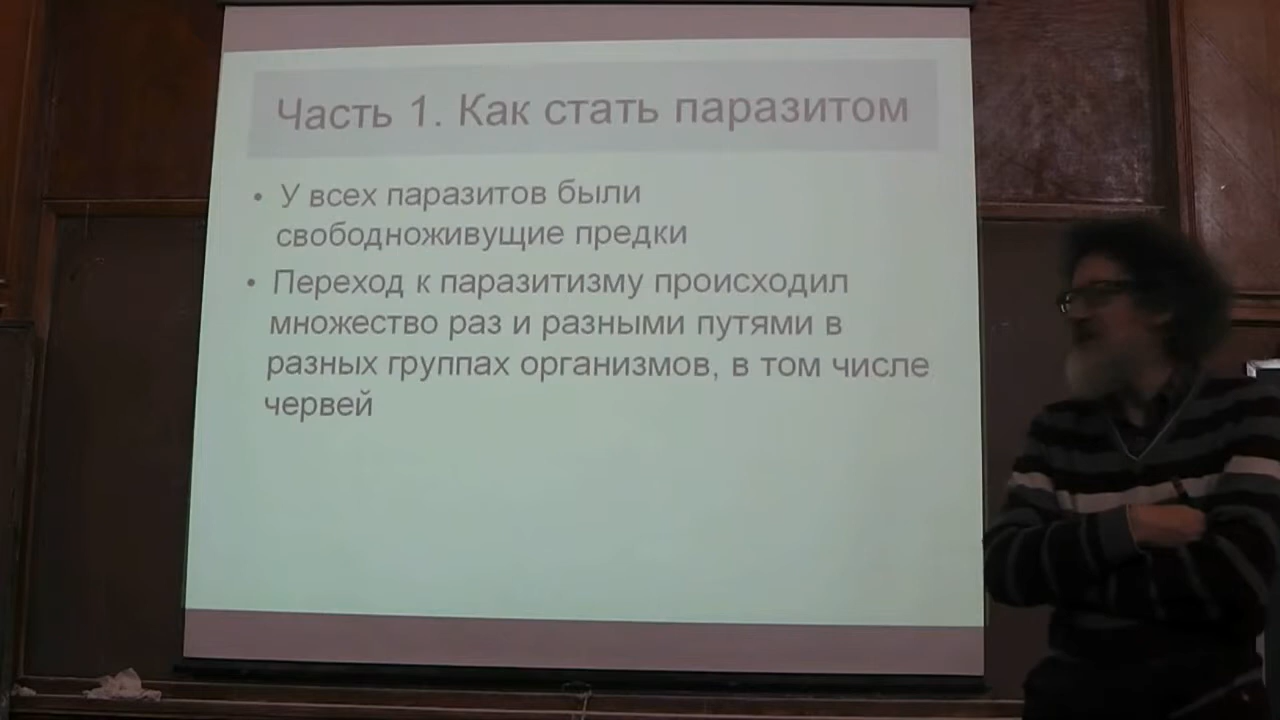 Часть 1. Как стать паразитом
• У всех паразитов были
свободноживущие предки
• Переход к паразитизму происходил
множество раз и разными путями в
разных группах организмов, в том числе
червей